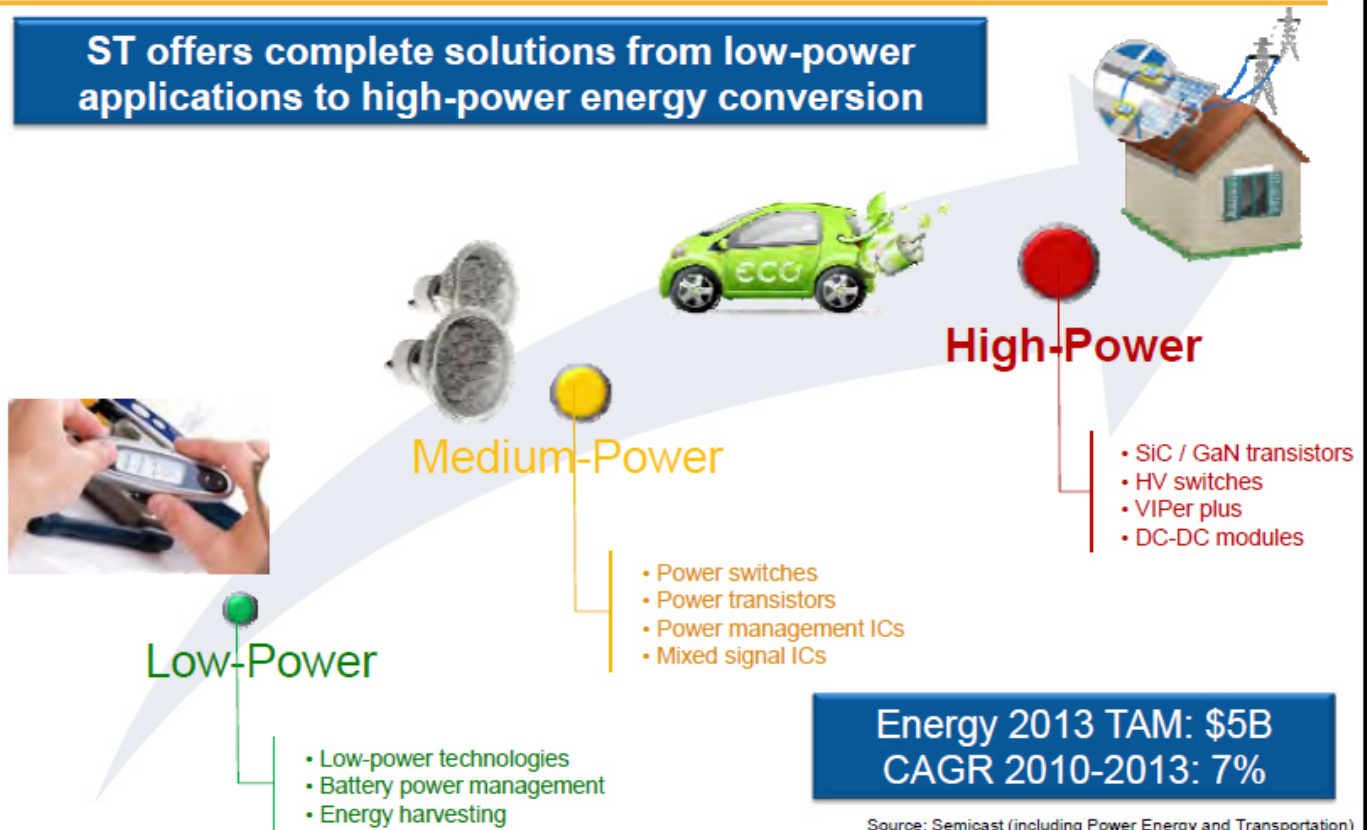 ST offers complete solutions from low-power
applications to high-power energy conversion
eco
High-Power
• SiC / GaN transistors
• HV switches
• VIPer plus
• DC-DC modules
Medium-Power
• Power switches
• Power transistors
• Power management ICs
• Mixed signal ICs
Low-Power
• Low-power technologies
• Battery power management
• Energy harvesting
Energy 2013 TAM: $5B
CAGR 2010-2013: 7%
Source: Semicast (including Power Energy and Transportation)